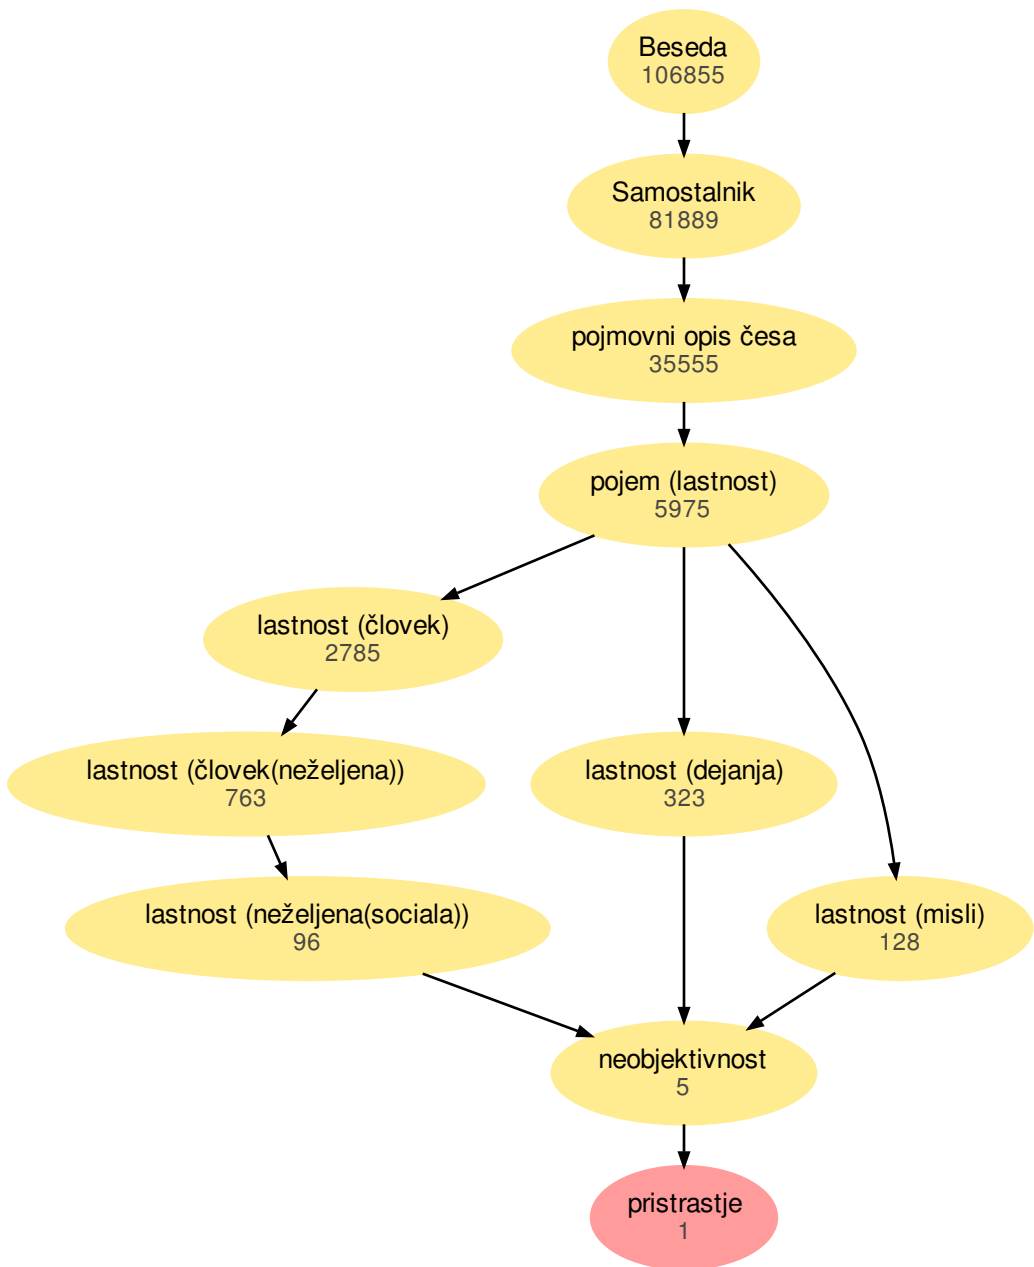 Beseda
106855
Samostalnik
81889
pojmovni opis česa
35555
pojem (lastnost)
5975
lastnost (človek)
2785
lastnost (človek(neželjena))
763
lastnost (dejanja)
323
lastnost (neželjena(sociala))
96
lastnost (misli)
128
neobjektivnost
5
pristrastje
1